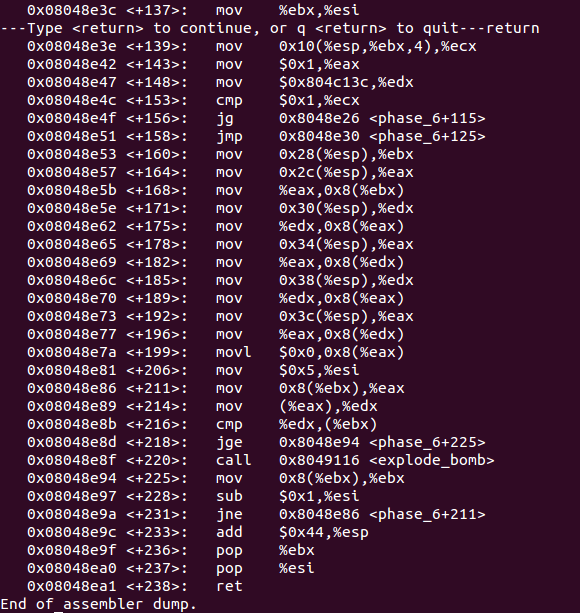 0x08048e3c <+137>: mov %ebx,%esi
---Type <return> to continue, or q <return> to quit---return
0x08048e3e <+139>: mov 0x10(%esp,%ebx,4),%ecx
0x08048e42 <+143>: mov $0x1,%eax
0x08048e47 <+148>: mov $0x804c13c,%edx
0x08048e4c <+153>: cmp $0x1,%ecx
0x08048e4f <+156>: jg 0x8048e26 <phase_6+115>
0x08048e51 <+158>: jmp 0x8048e30 <phase_6+125>
0x08048e53 <+160>: mov 0x28(%esp),%ebx
0x08048e57 <+164>: mov 0x2c(%esp),%eax
0x08048e5b <+168>: mov %eax,0x8(%ebx)
0x08048e5e <+171>: mov 0x30(%esp),%edx
0x08048e62 <+175>: mov %edx,0x8(%eax)
0x08048e65 <+178>: mov 0x34(%esp),%eax
0x08048e69 <+182>: mov %eax,0x8(%edx)
0x08048e6c <+185>: mov 0x38(%esp),%edx
0x08048e70 <+189>: mov %edx,0x8(%eax)
0x08048e73 <+192>: mov 0x3c(%esp),%eax
0x08048e77 <+196>: mov %eax,0x8(%edx)
0x08048e7a <+199>: movl $0x0,0x8(%eax)
0x08048e81 <+206>: mov $0x5,%esi
0x08048e86 <+211>: mov 0x8(%ebx),%eax
0x08048e89 <+214>: mov (%eax),%edx
0x08048e8b <+216>: cmp %edx,(%ebx)
0x08048e8d <+218>: jge 0x8048e94 <phase_6+225>
0x08048e8f <+220>: call 0x8049116 <explode_bomb>
0x08048e94 <+225>: mov 0x8(%ebx),%ebx
0x08048e97 <+228>: sub $0x1,%esi
0x08048e9a <+231>: jne 0x8048e86 <phase_6+211>
0x08048e9c <+233>: add $0x44,%esp
0x08048e9f <+236>: pop %ebx
0x08048ea0 <+237>: pop %esi
0x08048ea1 <+238>: ret
End of assembler dump.